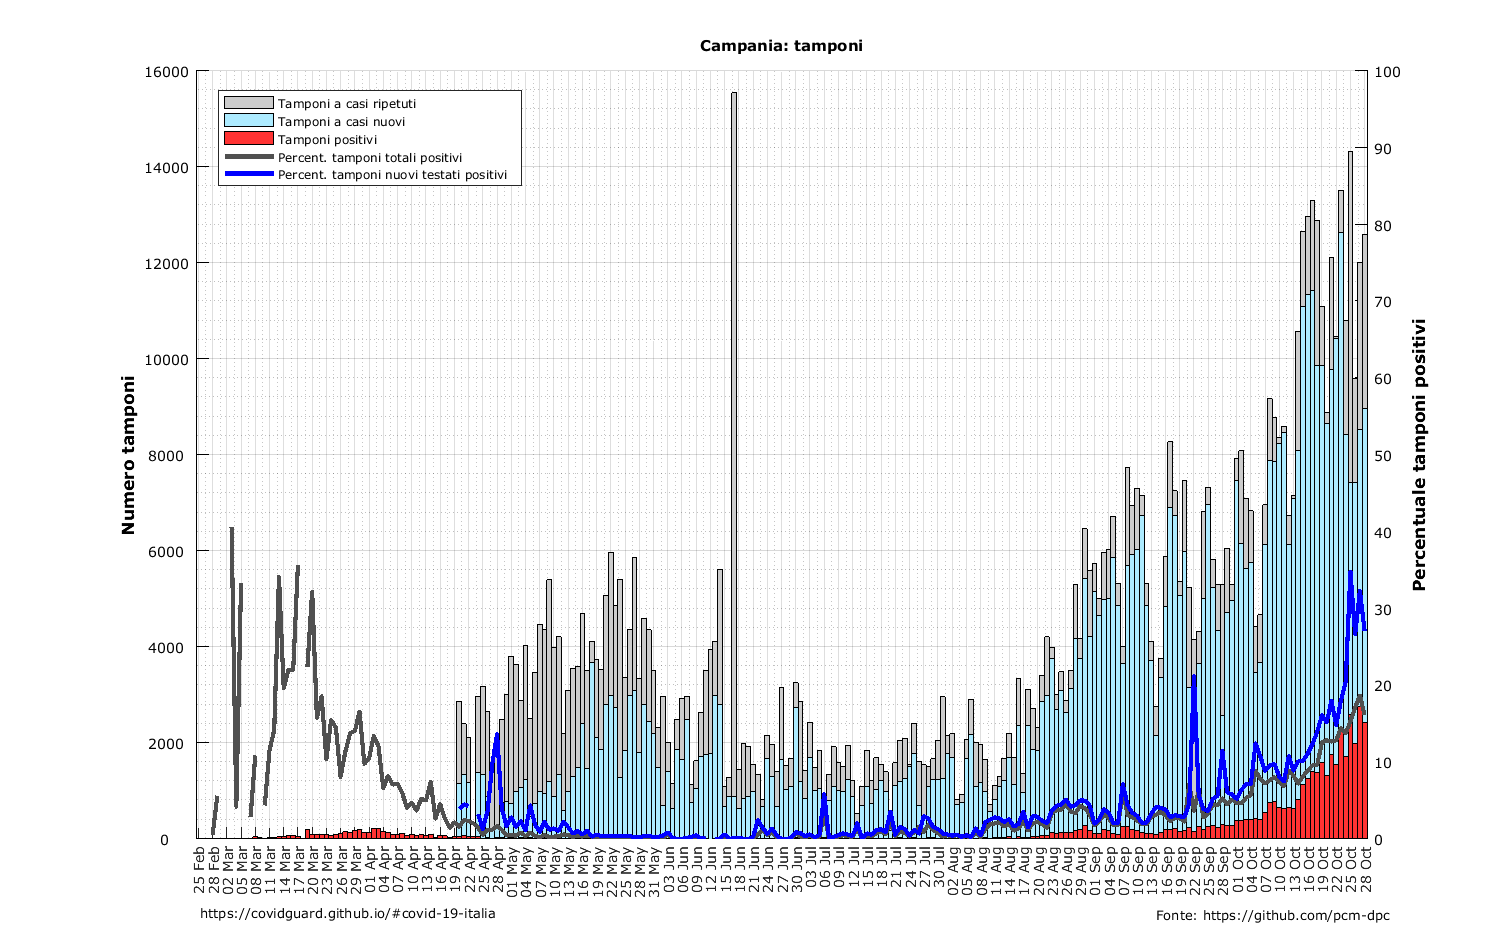 Campania: tamponi
16000
14000
12000
10000
8000
6000
4000
2000
0
Numero tamponi
Tamponi a casi ripetuti
Tamponi a casi nuovi
Tamponi positivi
Percent. tamponi totali positivi
Percent. tamponi nuovi testati positivi
100
90
80
70
60
50
40
30
20
10
0
Percentuale tamponi positivi
25 Feb
28 Feb
02 Mar
05 Mar
08 Mar
11 Mar
14 Mar
17 Mar
20 Mar
23 Mar
26 Mar
29 Mar
01 Apr
04 Apr
07 Apr
10 Apr
13 Apr
16 Apr
19 Apr
22 Apr
25 Apr
28 Apr
01 May
04 May
07 May
10 May
13 May
16 May
19 May
22 May
25 May
28 May
31 May
03 Jun
06 Jun
09 Jun
12 Jun
15 Jun
18 Jun
21 Jun
24 Jun
27 Jun
30 Jun
03 Jul
06 Jul
09 Jul
12 Jul
15 Jul
18 Jul
21 Jul
24 Jul
27 Jul
30 Jul
02 Aug
05 Aug
08 Aug
11 Aug
14 Aug
17 Aug
20 Aug
23 Aug
26 Aug
29 Aug
01 Sep
04 Sep
07 Sep
10 Sep
13 Sep
16 Sep
19 Sep
22 Sep
25 Sep
28 Sep
01 Oct
04 Oct
07 Oct
10 Oct
13 Oct
16 Oct
19 Oct
22 Oct
25 Oct
28 Oct
https://covidguard.github.io/#covid-19-italia
Fonte: https://github.com/pcm-dpc